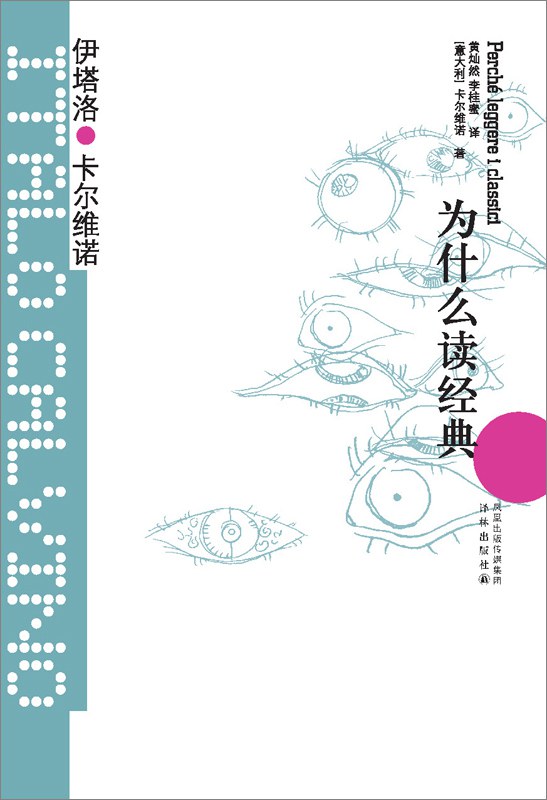 ITALO CALVINO
伊塔洛●卡尔维诺
Perché leggere i classici
黄灿然 李桂蜜 译
[意大利] 卡尔维诺 著
为什么读经典
凤凰出版传媒集团
译林出版社